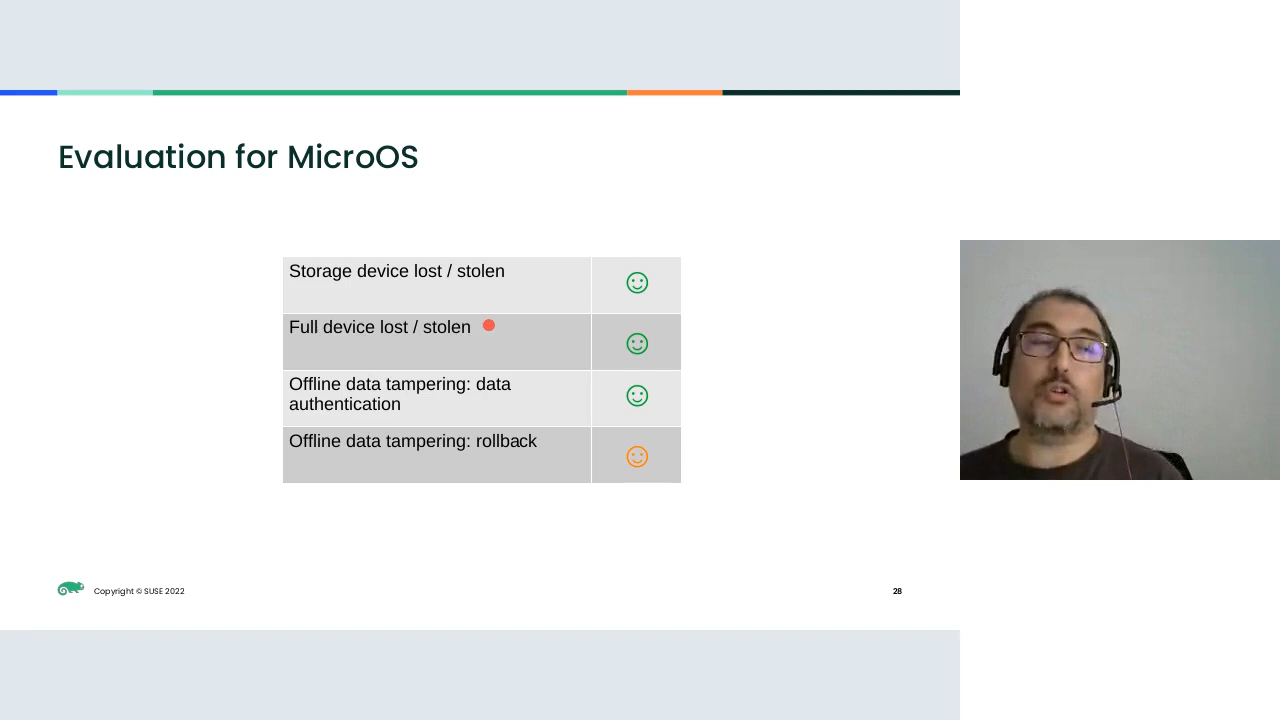 Evaluation for MicroOS
Storage device lost / stolen
Full device lost / stolen
Offline data tampering: data
authentication
Offline data tampering: rollback
Copyright © SUSE 2022
28